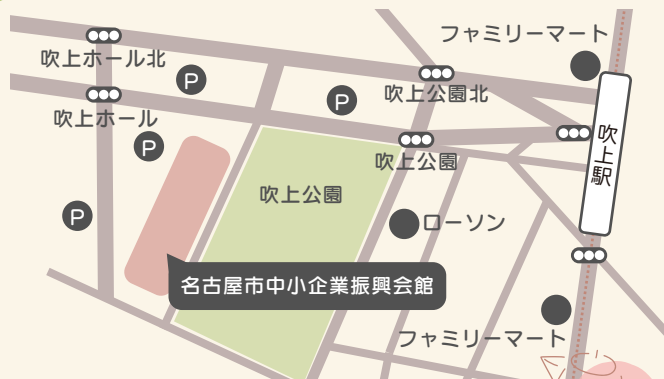 ファミリーマート
吹上ホール北
P
P
吹上公園北
吹上ホール
P
吹上駅
吹上公園
吹上公園
P
ローソン
名古屋市中小企業振興会館
ファミリーマート